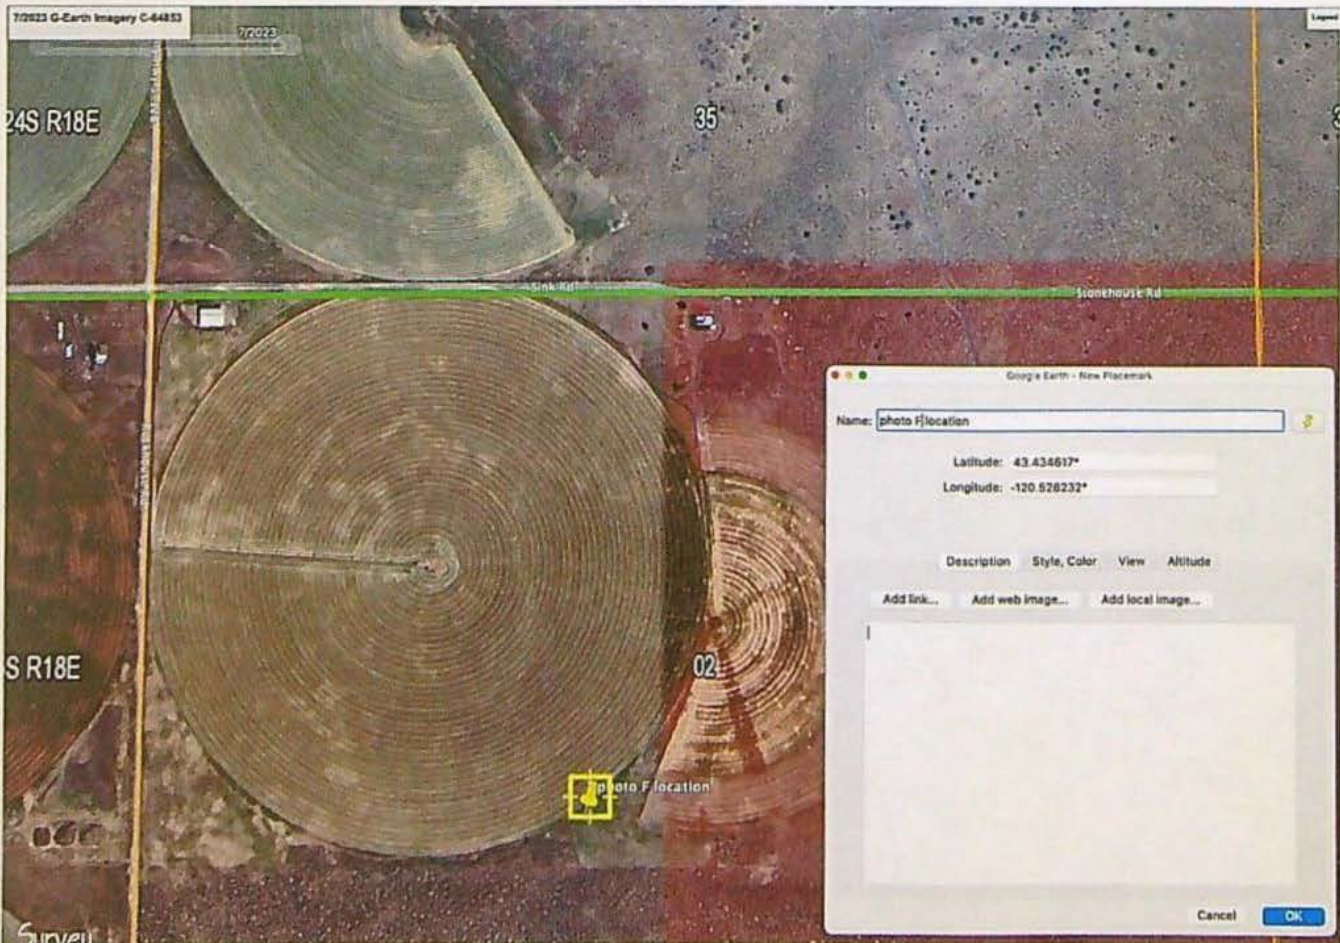 7/2023 G-Earth Imagery C-64853
7/2023
24S R18E
35
Sink Rd
Stonehouse Rd
Google Earth - New Placemark
Name: photo F location
Latitude: 43.434617°
Longitude: -120.526232°
Description Style, Color View Altitude
Add link... Add web image... Add local image...
S R18E
02
photo F location
Cancel OK
Survey